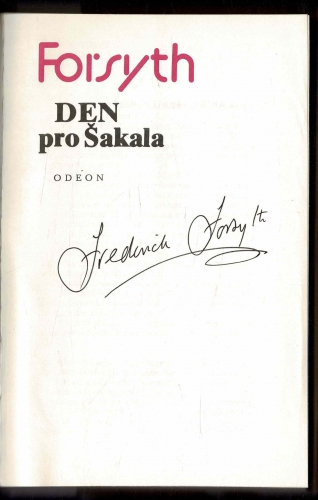 Forsyth
DEN
pro Šakala
ODEON
Frederick Forsyth